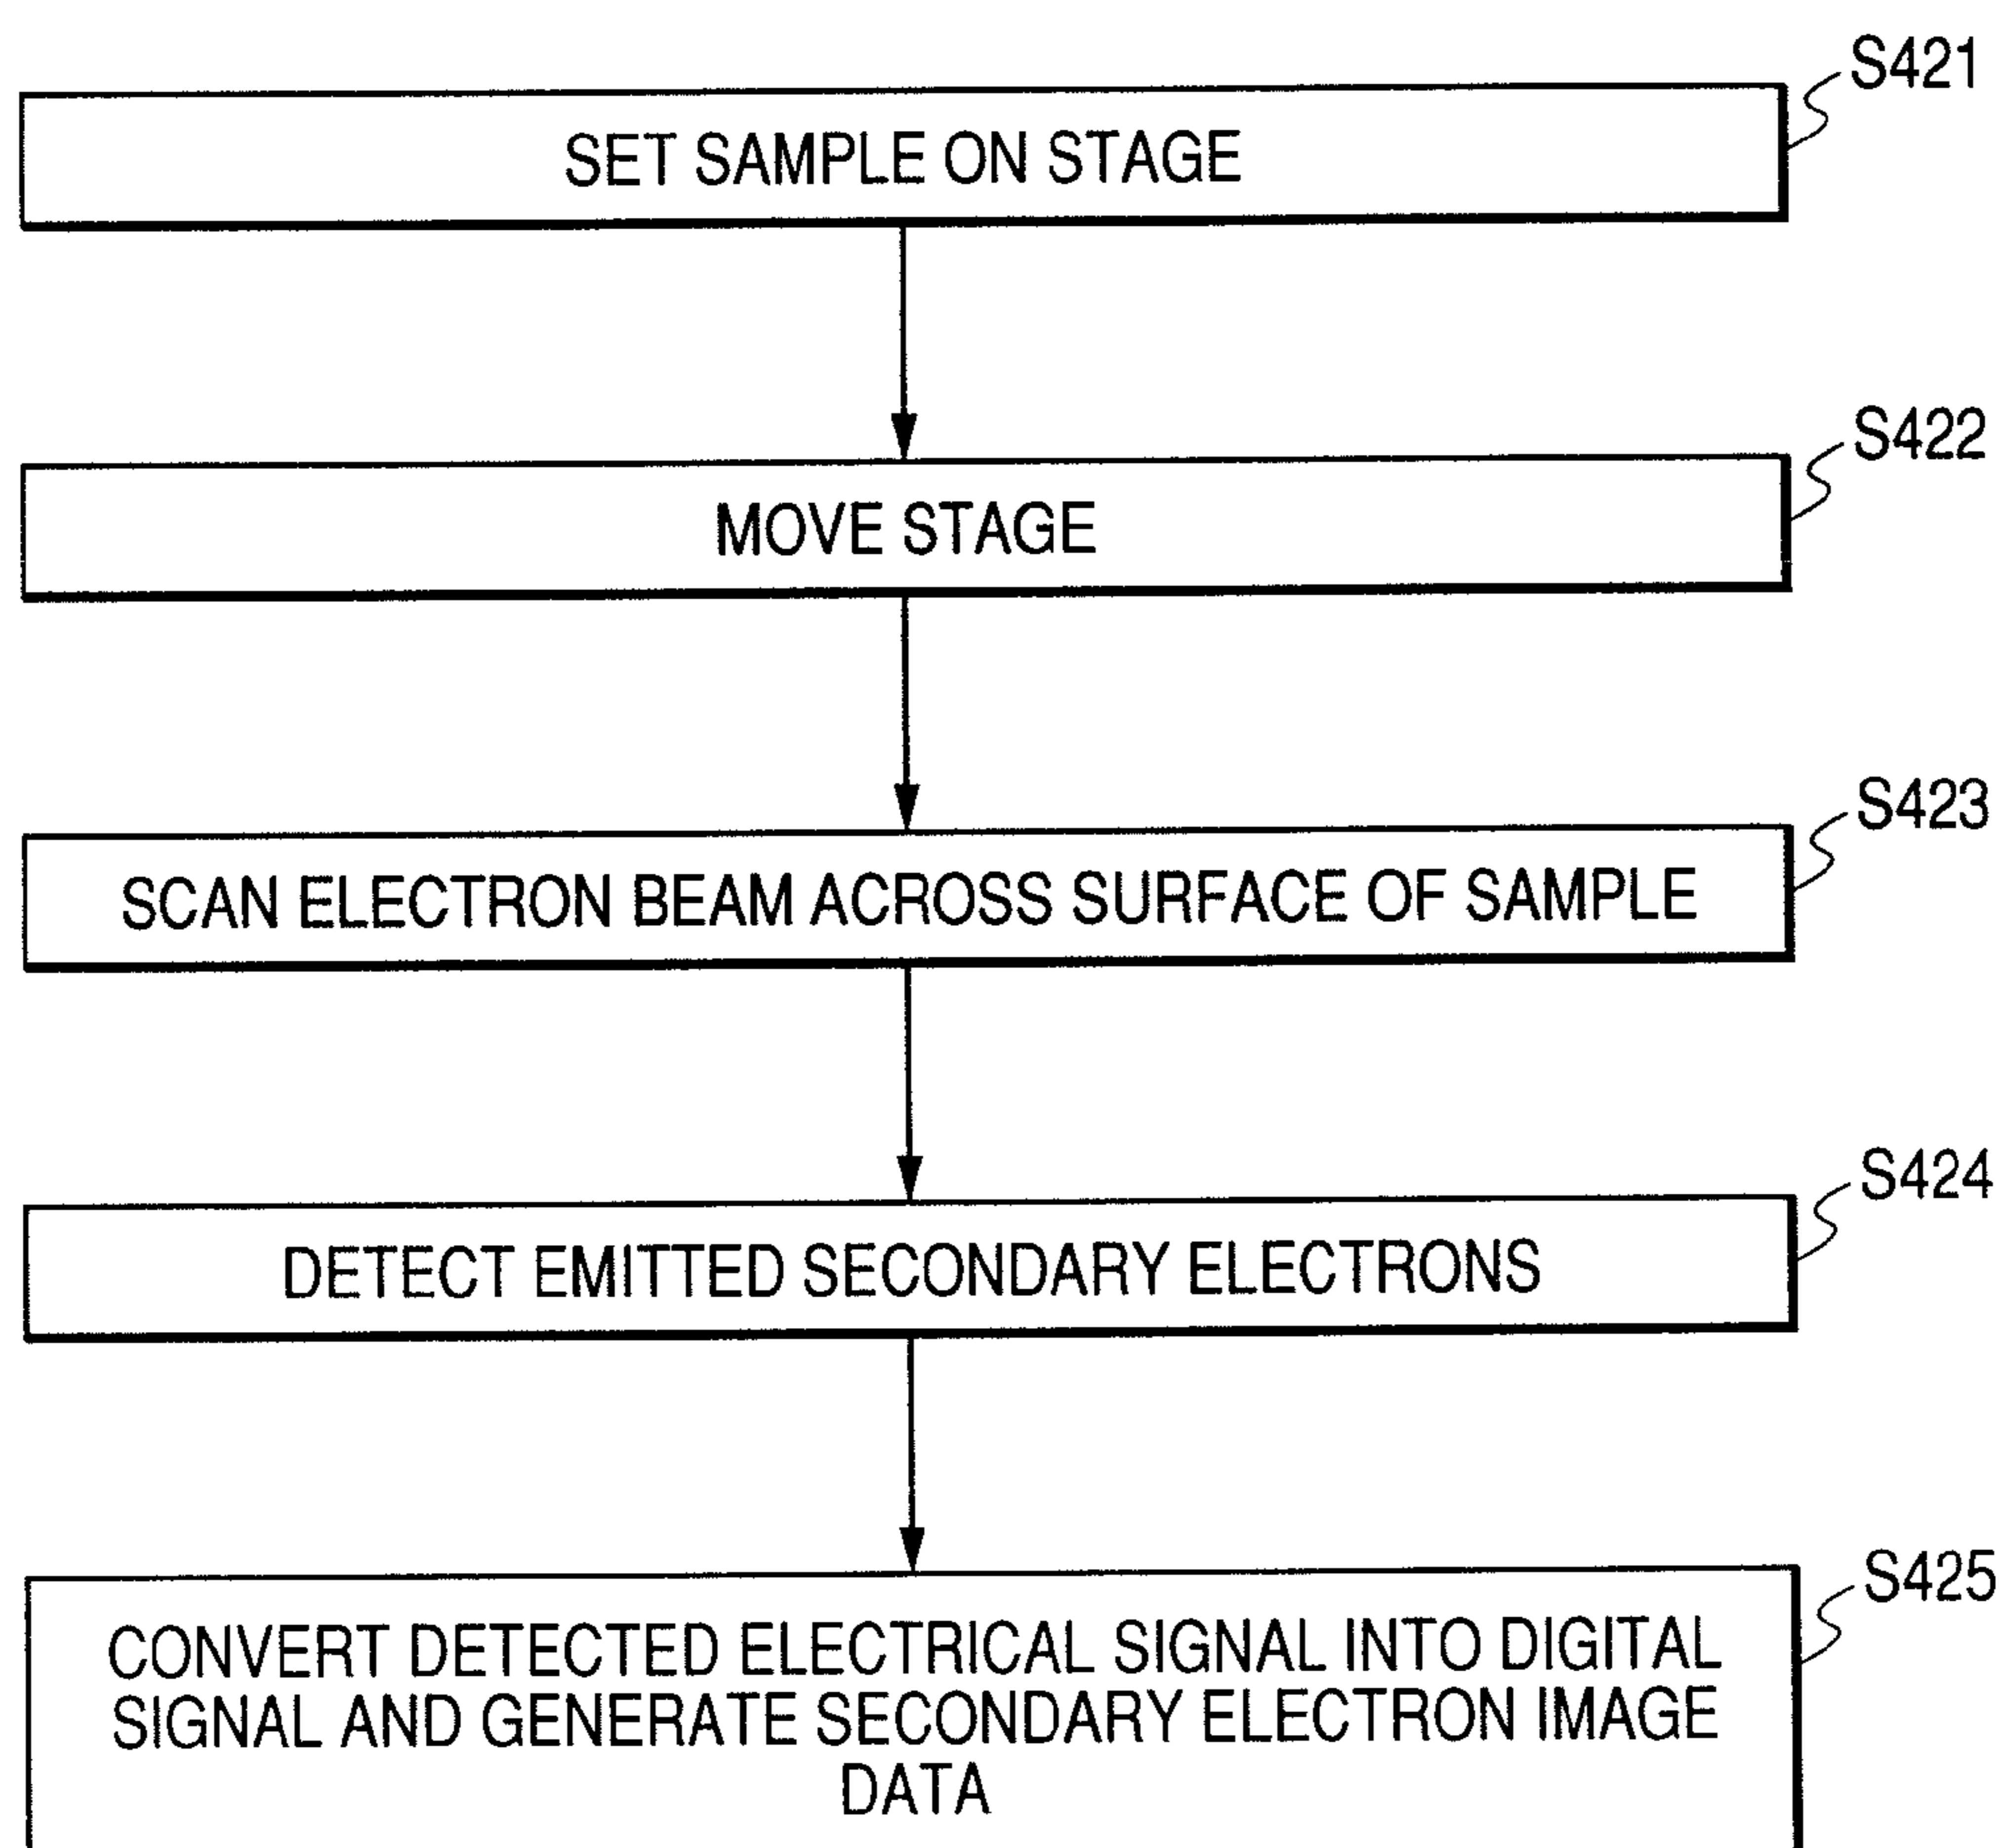 S421
SET SAMPLE ON STAGE
S422
MOVE STAGE
S423
SCAN ELECTRON BEAM ACROSS SURFACE OF SAMPLE
S424
DETECT EMITTED SECONDARY ELECTRONS
S425
CONVERT DETECTED ELECTRICAL SIGNAL INTO DIGITAL
SIGNAL AND GENERATE SECONDARY ELECTRON IMAGE
DATA